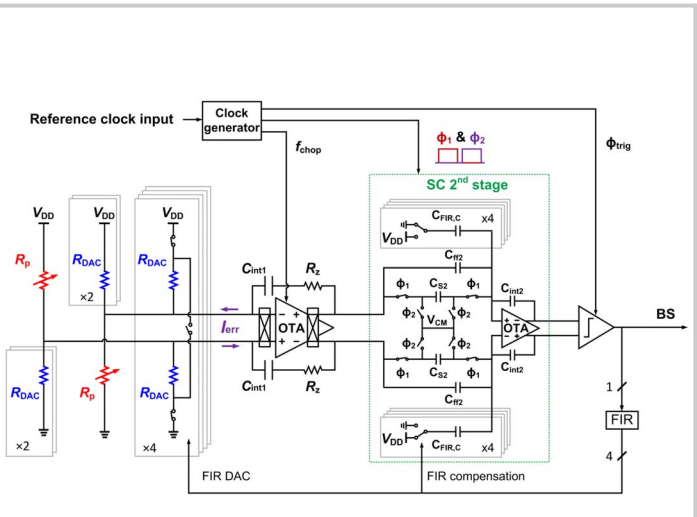 Reference clock input
Clock
generator
f_chop
ϕ1 & ϕ2
ϕtrig
SC 2nd stage
V_DD
V_DD
V_DD
R_p
R_DAC
×2
R_DAC
C_FIR,C
×4
V_DD
C_ff2
C_int1
R_z
ϕ1
C_S2
ϕ1
C_int2
I_err
OTA
ϕ2
V_CM
ϕ2
OTA
BS
ϕ2
ϕ2
C_int2
R_DAC
×2
R_p
R_DAC
×4
C_int1
R_z
ϕ1
C_S2
ϕ1
C_ff2
1
FIR
4
V_DD
C_FIR,C
×4
FIR DAC
FIR compensation